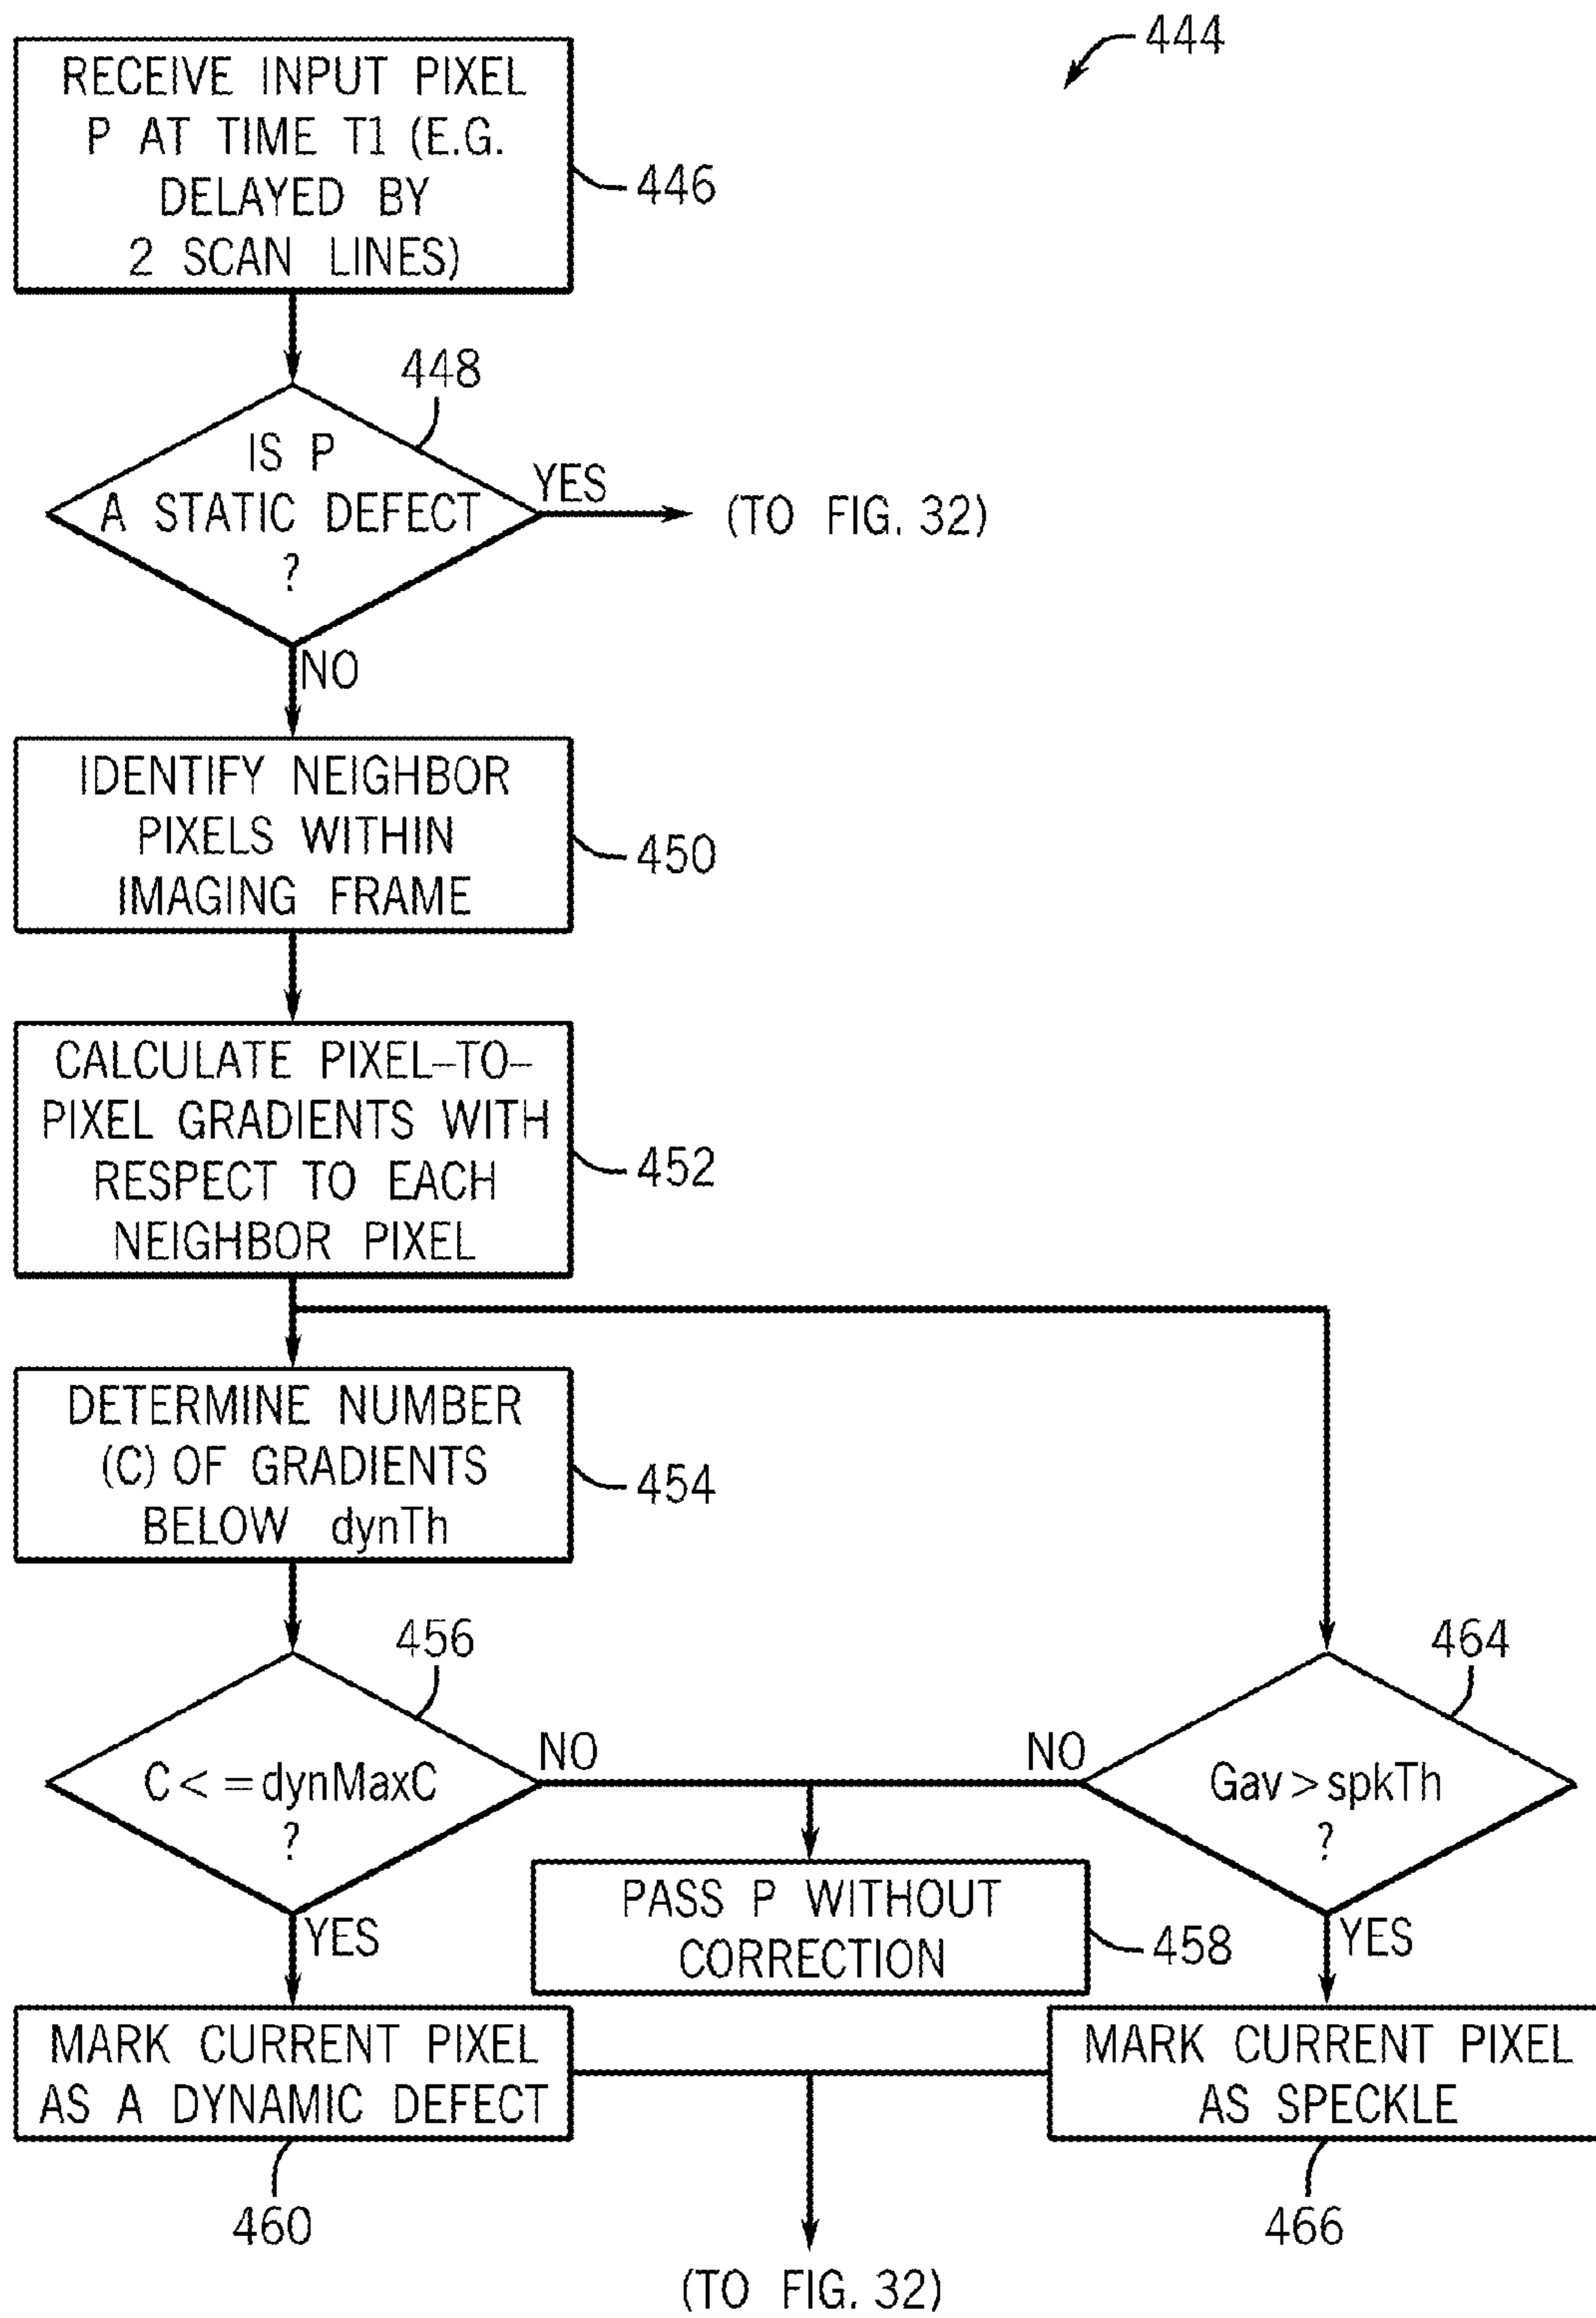 444
RECEIVE INPUT PIXEL
P AT TIME T1 (E.G.
DELAYED BY
2 SCAN LINES)
446
448
IS P
A STATIC DEFECT
?
YES
(TO FIG. 32)
NO
IDENTIFY NEIGHBOR
PIXELS WITHIN
IMAGING FRAME
450
CALCULATE PIXEL–TO–
PIXEL GRADIENTS WITH
RESPECT TO EACH
NEIGHBOR PIXEL
452
DETERMINE NUMBER
(C) OF GRADIENTS
BELOW dynTh
454
456
C < = dynMaxC
?
NO
YES
464
Gav > spkTh
?
NO
YES
PASS P WITHOUT
CORRECTION
458
MARK CURRENT PIXEL
AS A DYNAMIC DEFECT
460
MARK CURRENT PIXEL
AS SPECKLE
466
(TO FIG. 32)